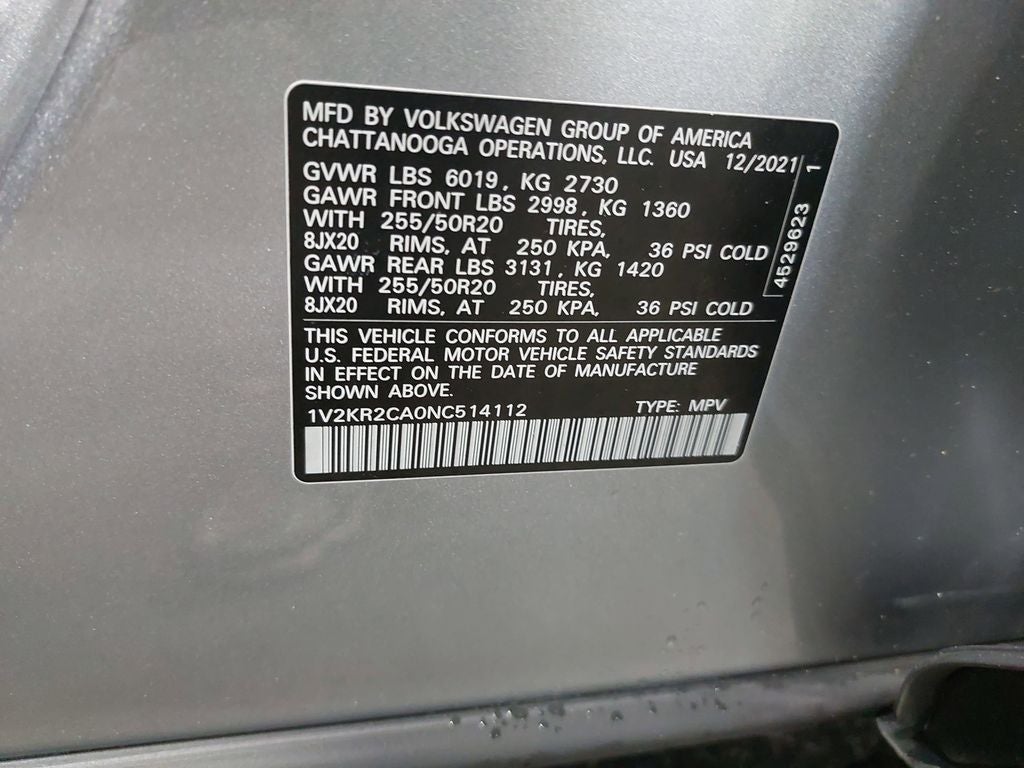 MFD BY VOLKSWAGEN GROUP OF AMERICA
CHATTANOOGA OPERATIONS, LLC. USA 12/2021
GVWR LBS 6019, KG 2730
GAWR FRONT LBS 2998, KG 1360
WITH 255/50R20 TIRES,
8JX20 RIMS, AT 250 KPA, 36 PSI COLD
GAWR REAR LBS 3131, KG 1420
WITH 255/50R20 TIRES,
8JX20 RIMS, AT 250 KPA, 36 PSI COLD
4529623 1
THIS VEHICLE CONFORMS TO ALL APPLICABLE
U.S. FEDERAL MOTOR VEHICLE SAFETY STANDARDS
IN EFFECT ON THE DATE OF MANUFACTURE
SHOWN ABOVE.
1V2KR2CA0NC514112 TYPE: MPV